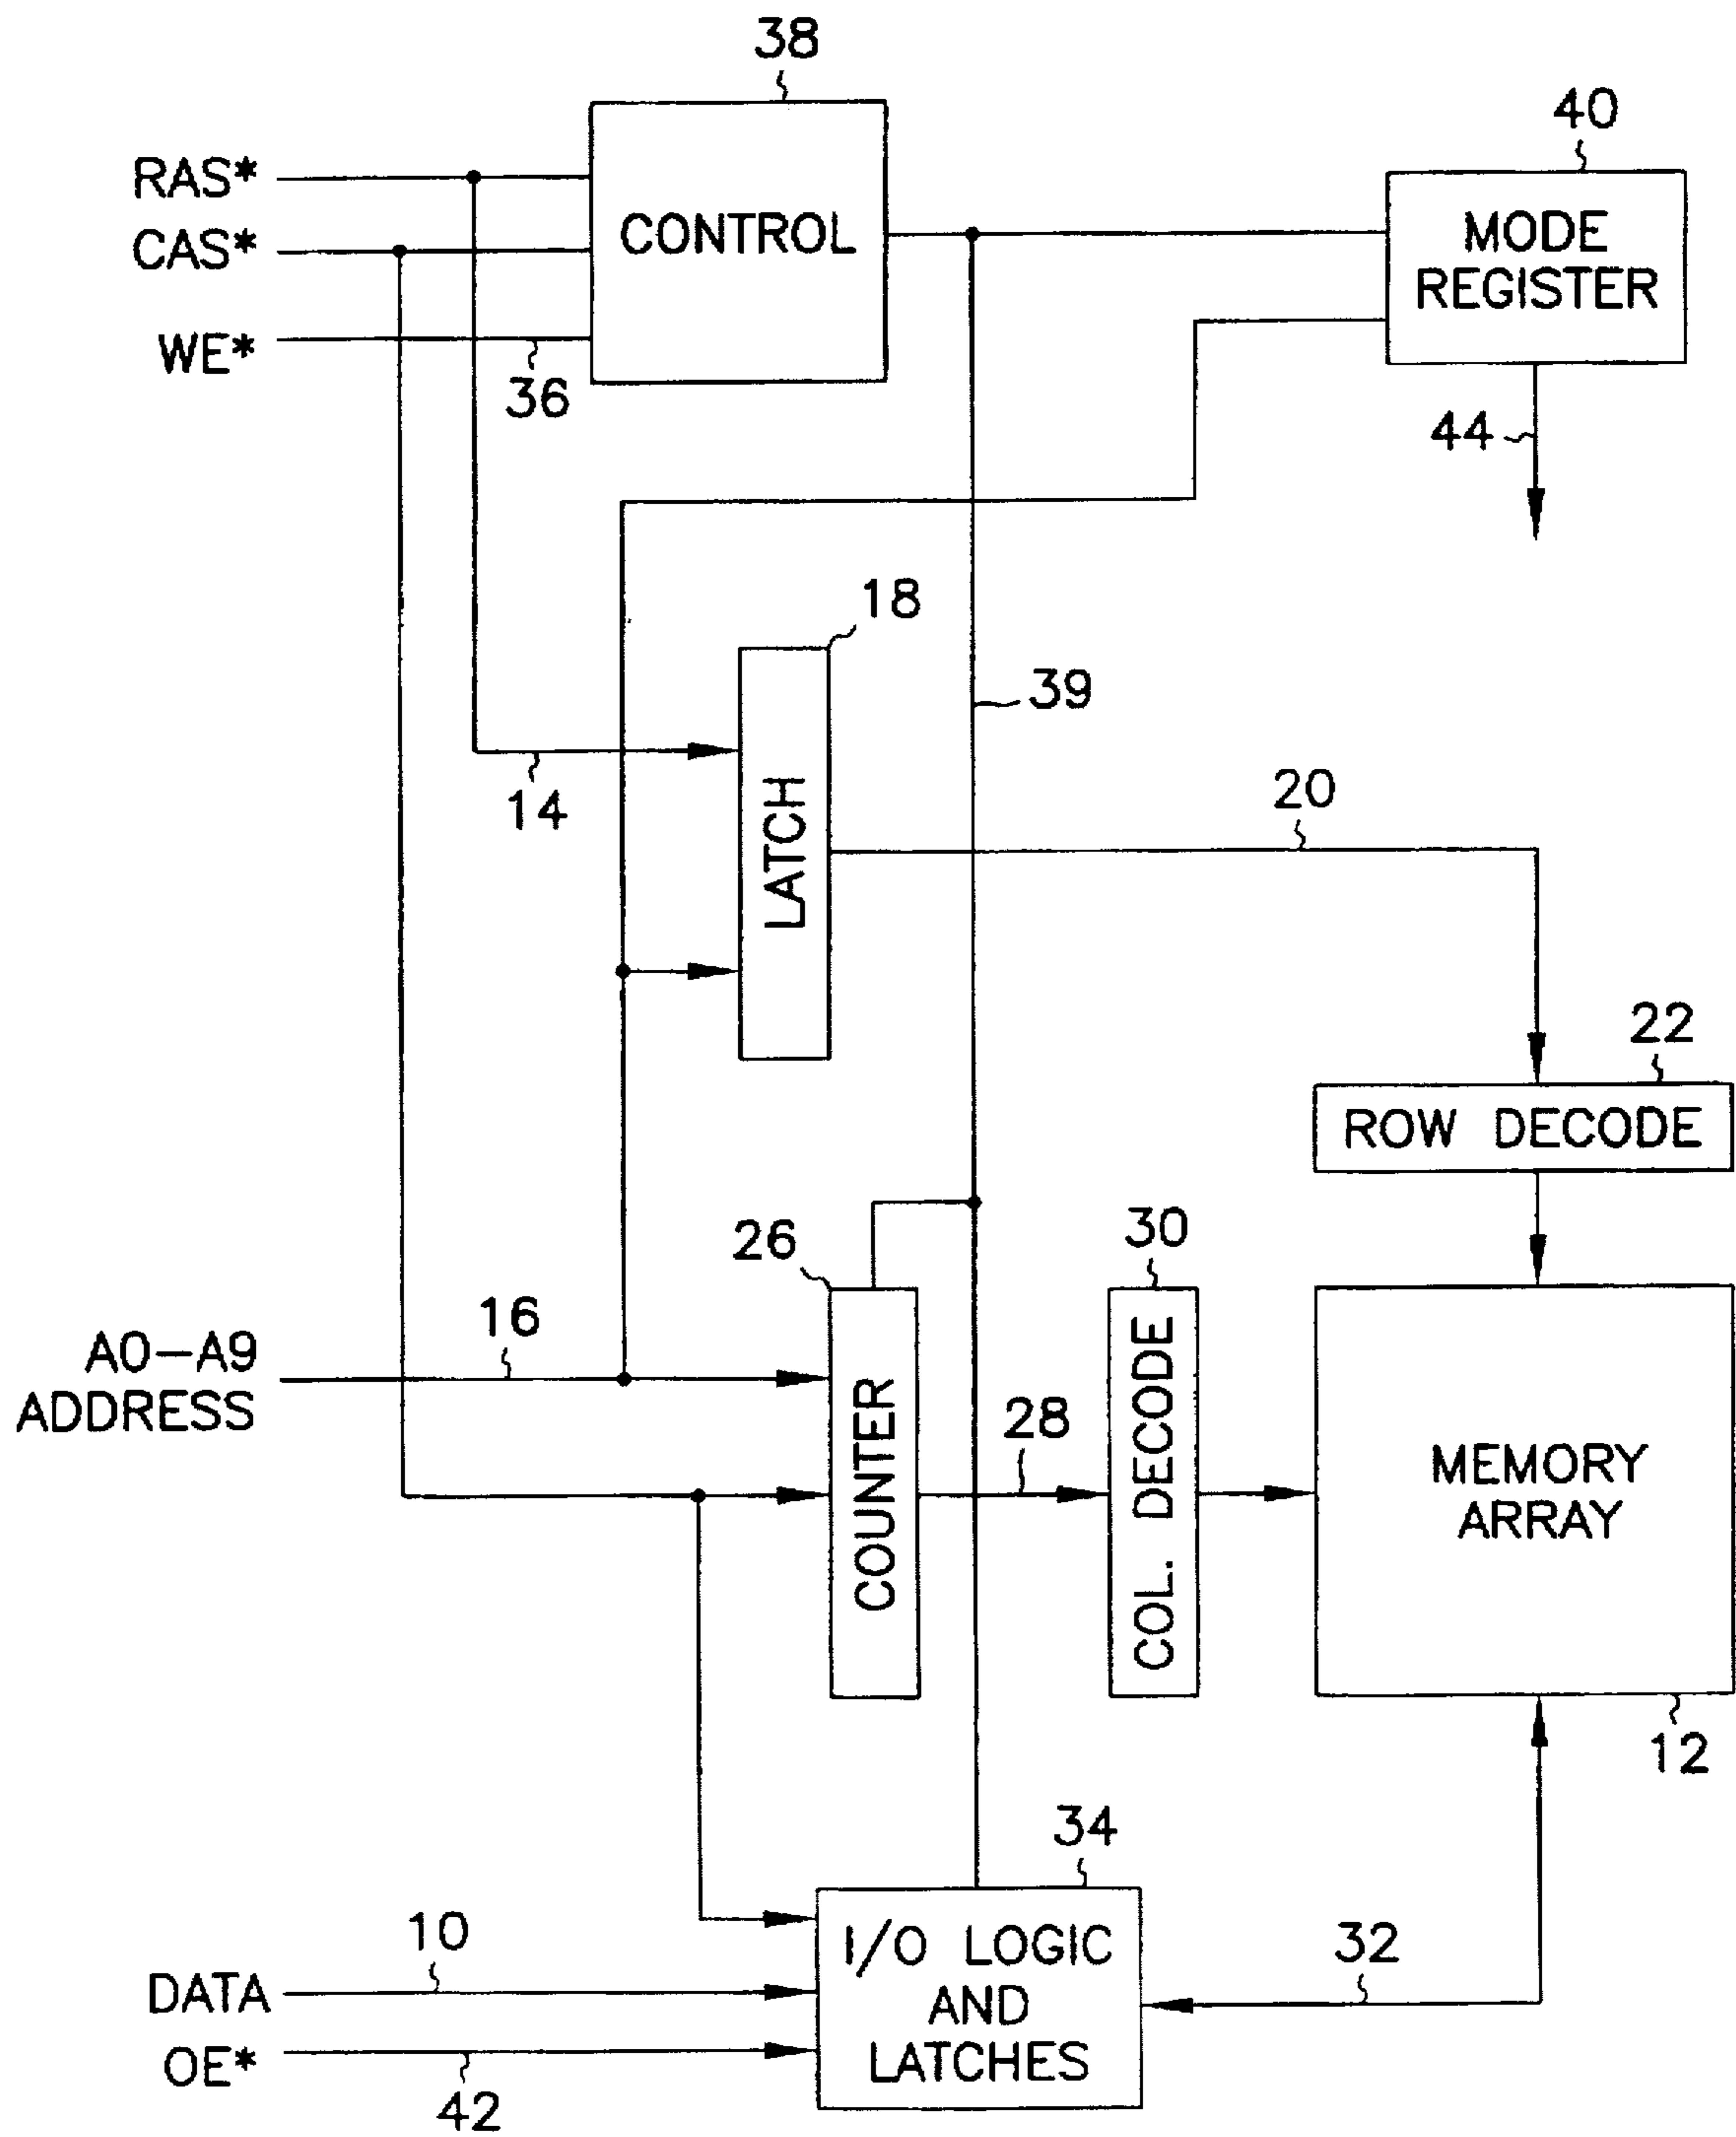 38
40
RAS*
CAS*
WE*
CONTROL
MODE
REGISTER
36
44
18
39
14
LATCH
20
22
ROW DECODE
26
30
16
A0-A9
ADDRESS
COUNTER
28
COL. DECODE
MEMORY
ARRAY
12
34
10
I/O LOGIC
AND
LATCHES
32
DATA
OE*
42